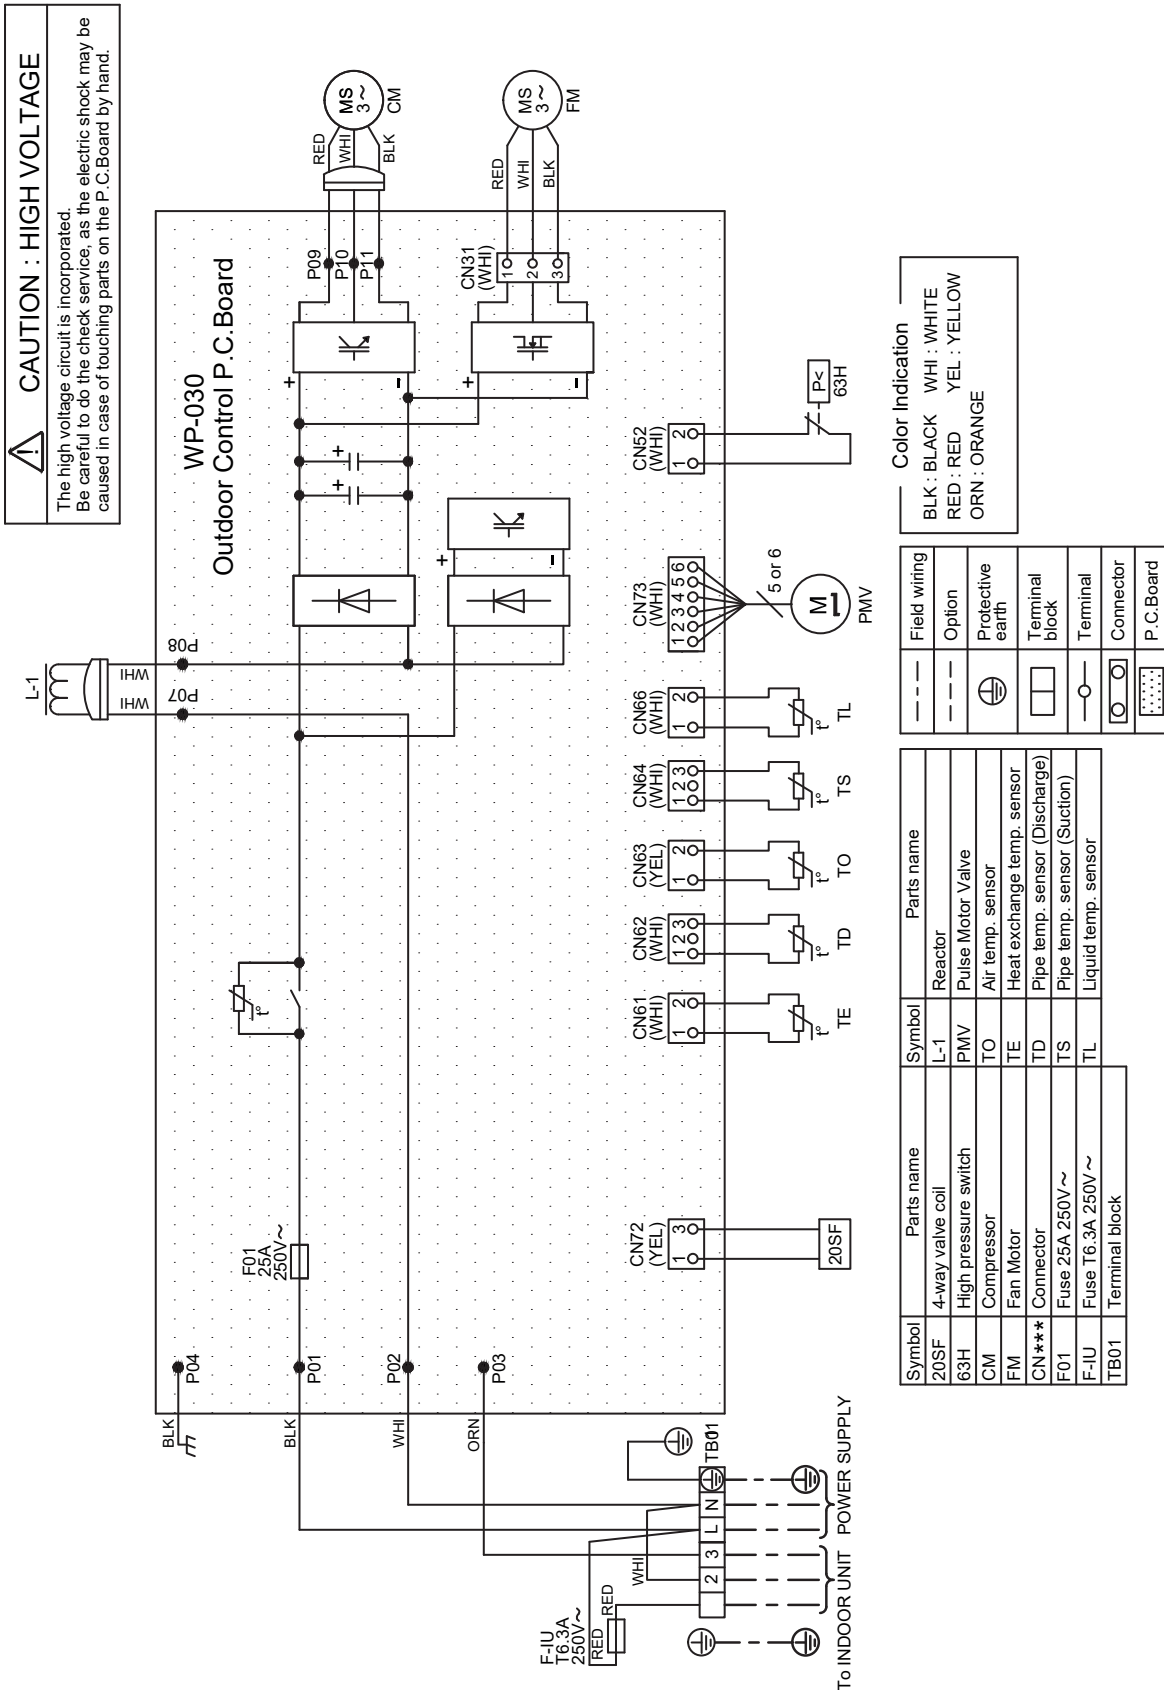 CAUTION : HIGH VOLTAGE
The high voltage circuit is incorporated.
Be careful to do the check service, as the electric shock may be
caused in case of touching parts on the P.C.Board by hand.
WP-030
Outdoor Control P.C.Board
MS
3~
CM
RED
WHI
BLK
P09
P10
P11
MS
3~
FM
RED
WHI
BLK
CN31
(WHI)
1
2
3
+
-
+
-
+
+
+
-
L-1
WHI
WHI
P08
P07
t°
F01
25A
250V~
P04
BLK
P01
BLK
P02
WHI
P03
ORN
CN52
(WHI)
1 2
P<
63H
CN73
(WHI)
1 2 3 4 5 6
5 or 6
M
PMV
CN66
(WHI)
1 2
t°
TL
CN64
(WHI)
1 2 3
t°
TS
CN63
(YEL)
1 2
t°
TO
CN62
(WHI)
1 2 3
t°
TD
CN61
(WHI)
1 2
t°
TE
CN72
(YEL)
1 3
20SF
TB01
2 3 L N
WHI
RED
RED
F-IU
T6.3A
250V~
To INDOOR UNIT
POWER SUPPLY
Color Indication
BLK : BLACK WHI : WHITE
RED : RED YEL : YELLOW
ORN : ORANGE
Field wiring
Option
Protective
earth
Terminal
block
Terminal
Connector
P.C.Board
Symbol Parts name Symbol Parts name
20SF 4-way valve coil L-1 Reactor
63H High pressure switch PMV Pulse Motor Valve
CM Compressor TO Air temp. sensor
FM Fan Motor TE Heat exchange temp. sensor
CN*** Connector TD Pipe temp. sensor (Discharge)
F01 Fuse 25A 250V~ TS Pipe temp. sensor (Suction)
F-IU Fuse T6.3A 250V~ TL Liquid temp. sensor
TB01 Terminal block